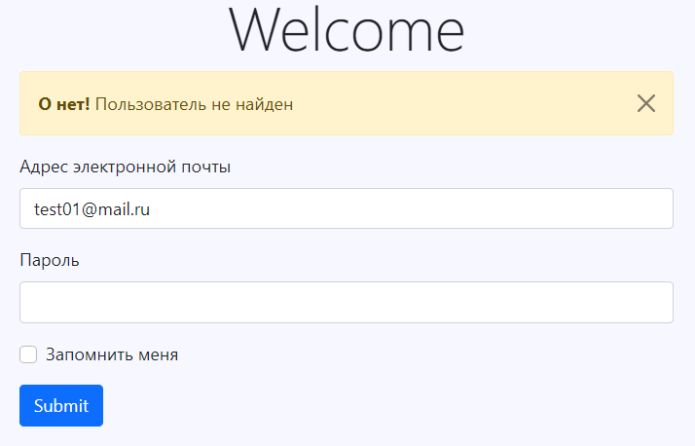 Welcome
О нет! Пользователь не найден
Адрес электронной почты
test01@mail.ru
Пароль
Запомнить меня
Submit